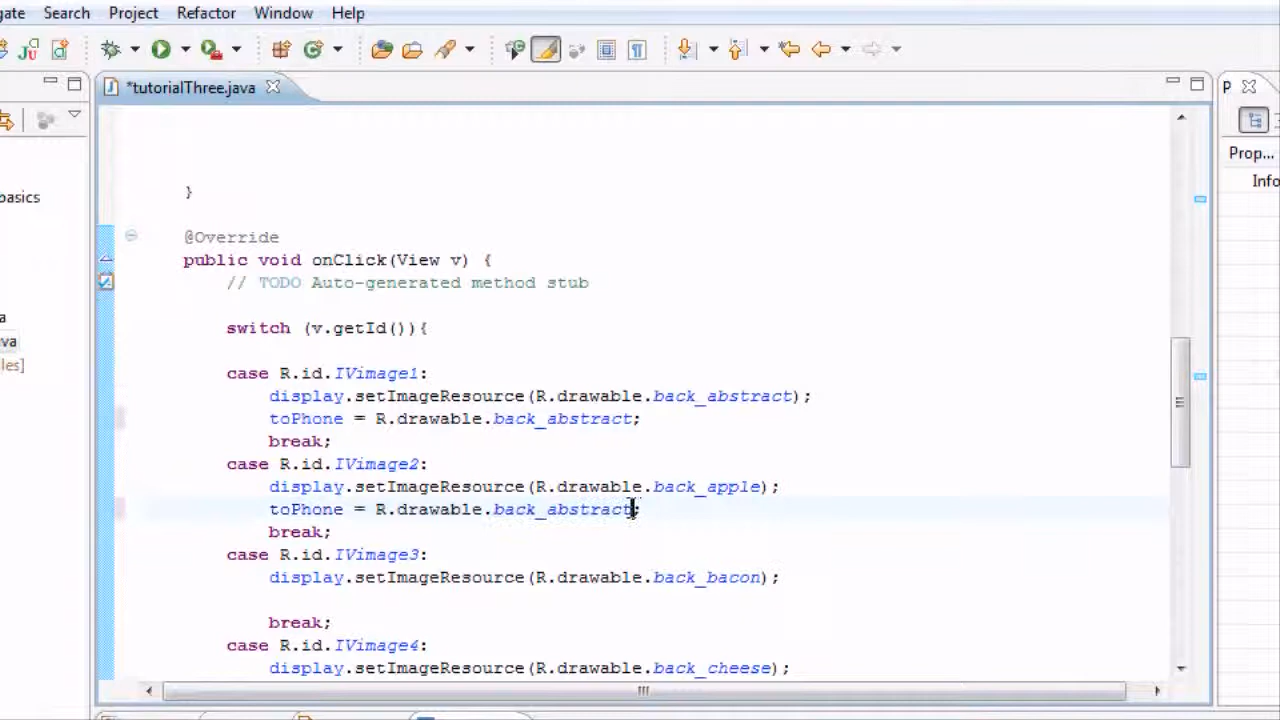 gate Search Project Refactor Window Help
*tutorialThree.java
P
basics
Prop...
Info
}
@Override
public void onClick(View v) {
// TODO Auto-generated method stub
switch (v.getId()){
case R.id.IVimage1:
display.setImageResource(R.drawable.back_abstract);
toPhone = R.drawable.back_abstract;
break;
case R.id.IVimage2:
display.setImageResource(R.drawable.back_apple);
toPhone = R.drawable.back_abstract;
break;
case R.id.IVimage3:
display.setImageResource(R.drawable.back_bacon);
break;
case R.id.IVimage4:
display.setImageResource(R.drawable.back_cheese);
a
va
les]